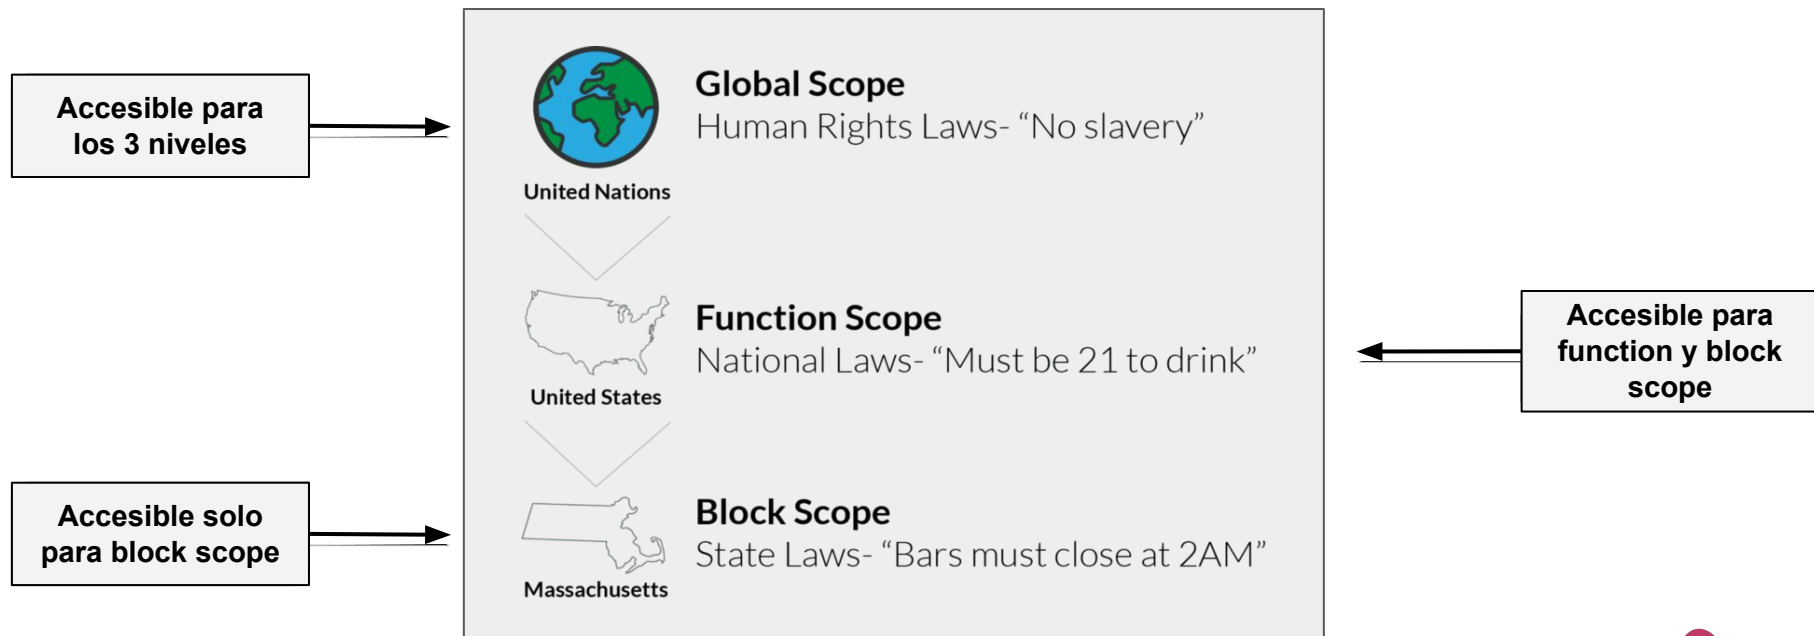 Accesible para
los 3 niveles
Global Scope
Human Rights Laws- “No slavery”
United Nations
Function Scope
National Laws- “Must be 21 to drink”
United States
Accesible para
function y block
scope
Accesible solo
para block scope
Block Scope
State Laws- “Bars must close at 2AM”
Massachusetts